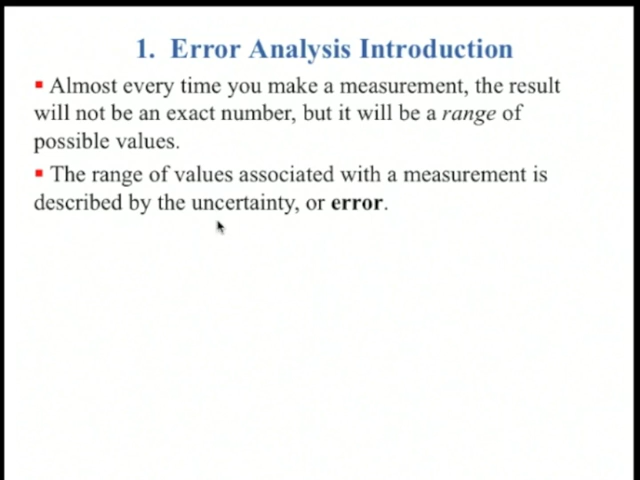 1. Error Analysis Introduction
▪ Almost every time you make a measurement, the result
will not be an exact number, but it will be a range of
possible values.
▪ The range of values associated with a measurement is
described by the uncertainty, or error.